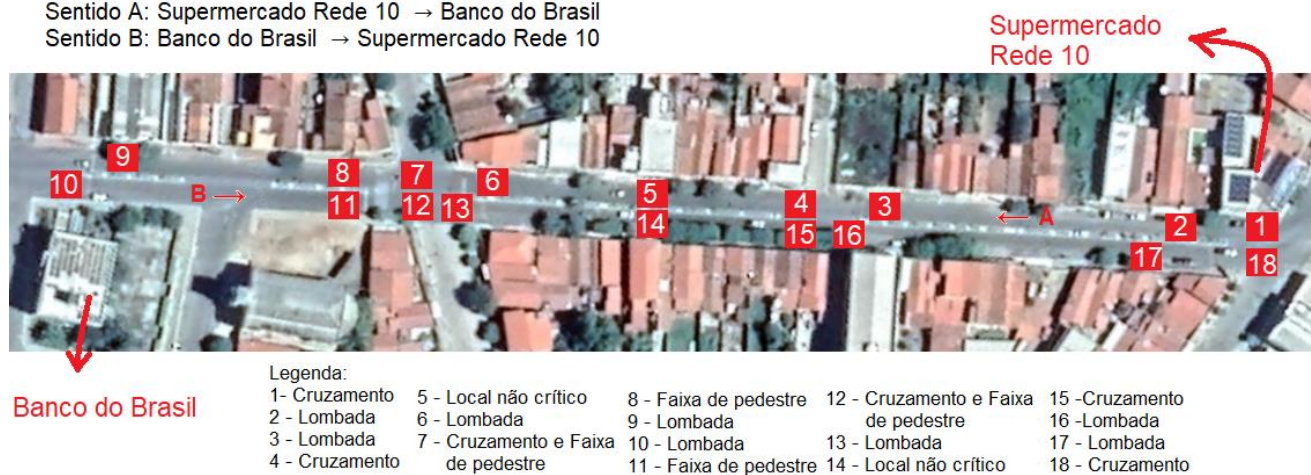 Sentido A: Supermercado Rede 10 → Banco do Brasil
Sentido B: Banco do Brasil → Supermercado Rede 10
Supermercado
Rede 10
9
10
B →
8
11
7
12
13
6
5
14
4
15
16
3
← A
2
17
1
18
Banco do Brasil
Legenda:
1- Cruzamento
2 - Lombada
3 - Lombada
4 - Cruzamento
5 - Local não crítico
6 - Lombada
7 - Cruzamento e Faixa
de pedestre
8 - Faixa de pedestre
9 - Lombada
10 - Lombada
11 - Faixa de pedestre
12 - Cruzamento e Faixa
de pedestre
13 - Lombada
14 - Local não crítico
15 -Cruzamento
16 -Lombada
17 - Lombada
18 - Cruzamento